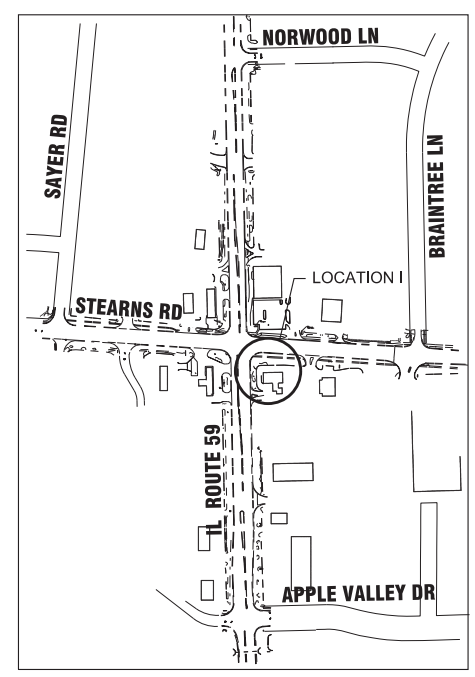 NORWOOD LN
SAYER RD
BRAINTREE LN
LOCATION I
STEARNS RD
IL ROUTE 59
APPLE VALLEY DR